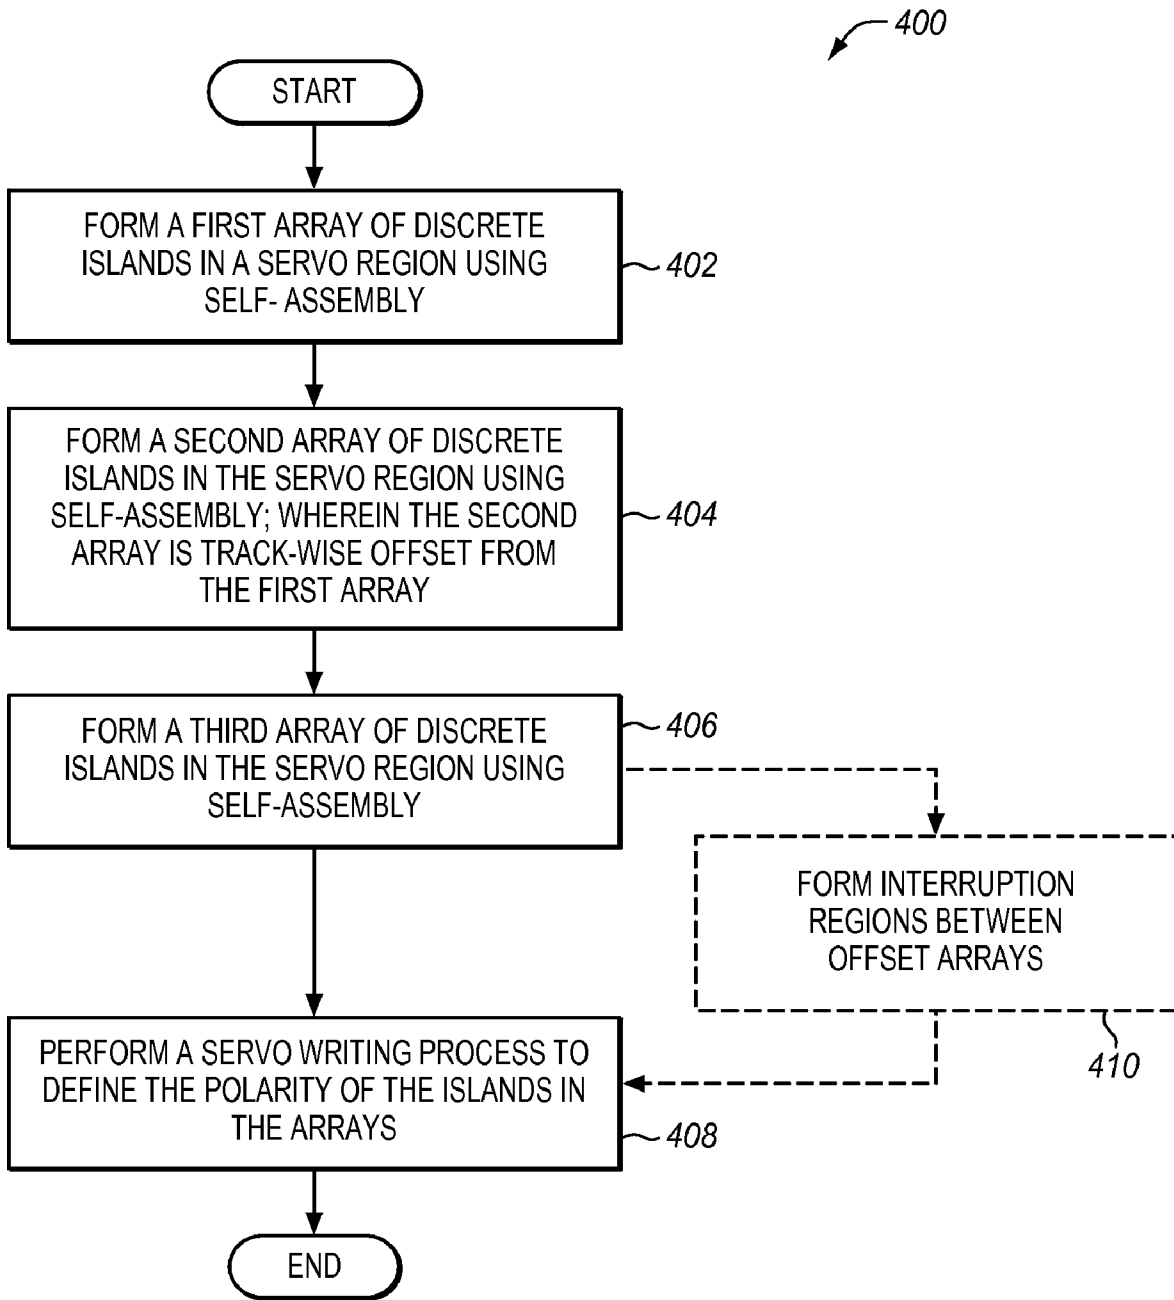 400
START
FORM A FIRST ARRAY OF DISCRETE
ISLANDS IN A SERVO REGION USING
SELF- ASSEMBLY
402
FORM A SECOND ARRAY OF DISCRETE
ISLANDS IN THE SERVO REGION USING
SELF-ASSEMBLY; WHEREIN THE SECOND
ARRAY IS TRACK-WISE OFFSET FROM
THE FIRST ARRAY
404
FORM A THIRD ARRAY OF DISCRETE
ISLANDS IN THE SERVO REGION USING
SELF-ASSEMBLY
406
FORM INTERRUPTION
REGIONS BETWEEN
OFFSET ARRAYS
410
PERFORM A SERVO WRITING PROCESS TO
DEFINE THE POLARITY OF THE ISLANDS IN
THE ARRAYS
408
END